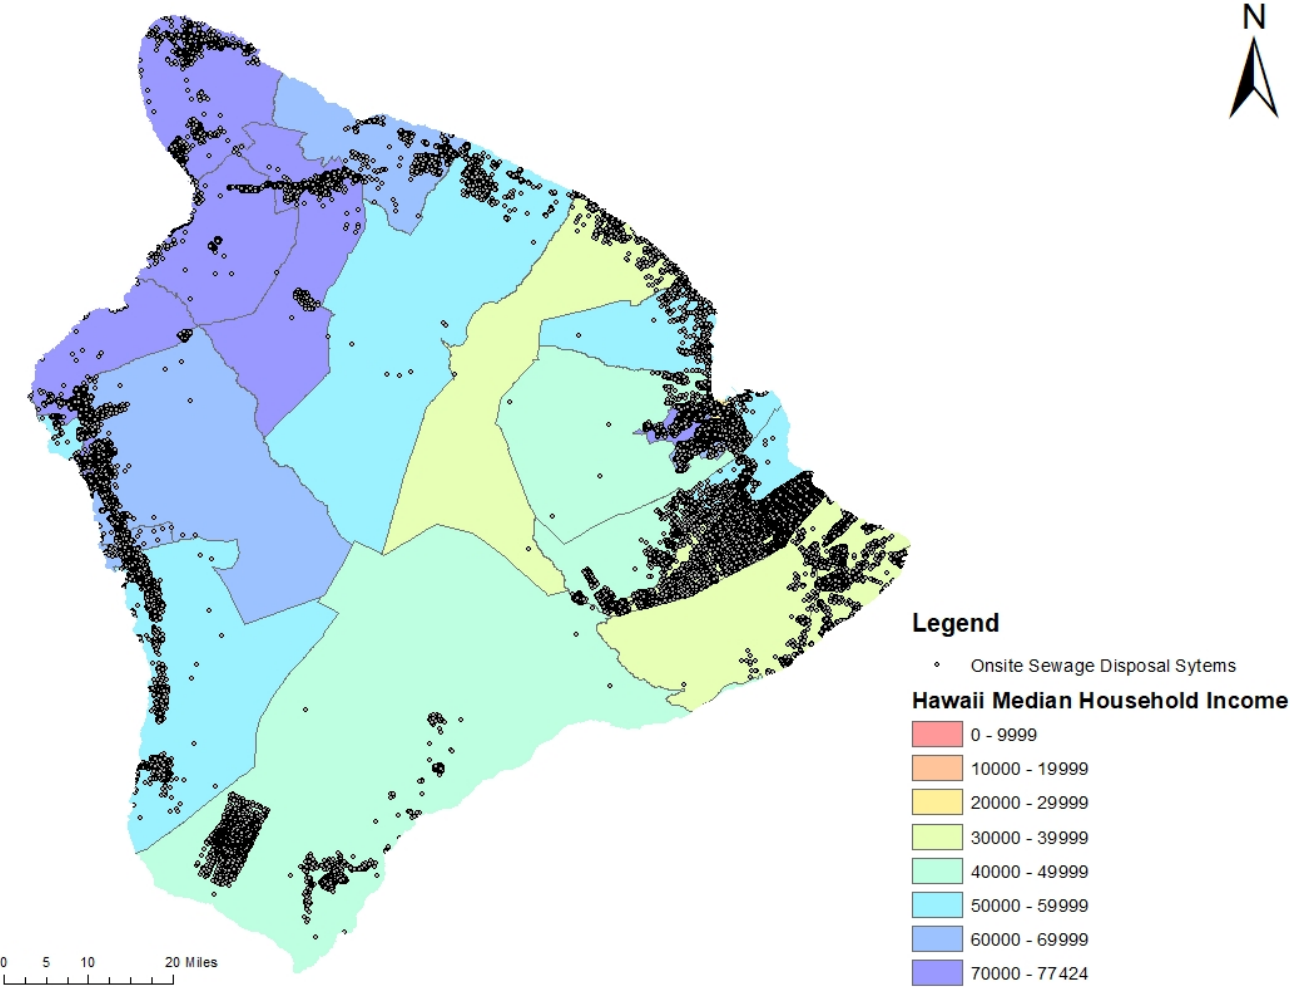 N
Legend
Onsite Sewage Disposal Sytems
Hawaii Median Household Income
0 - 9999
10000 - 19999
20000 - 29999
30000 - 39999
40000 - 49999
50000 - 59999
60000 - 69999
70000 - 77424
0 5 10 20 Miles